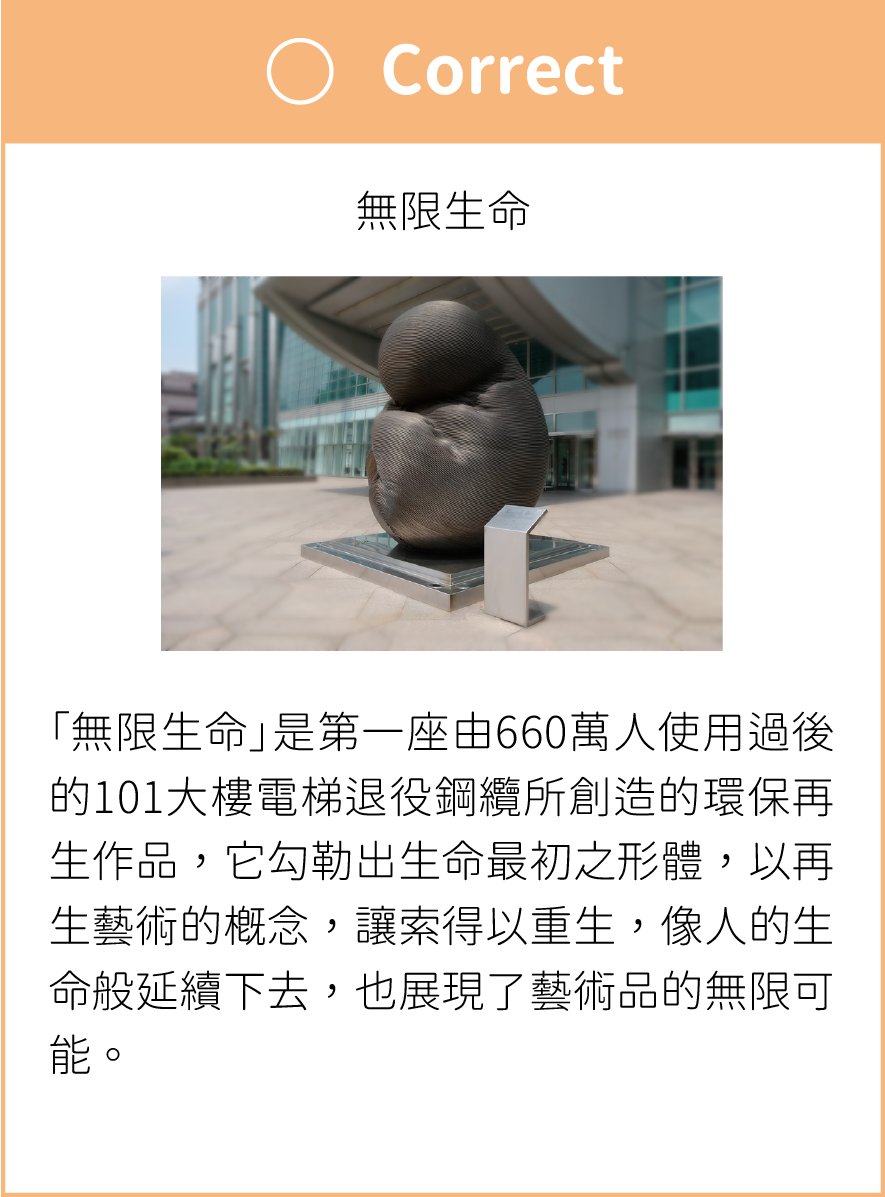 Correct
無限生命
「無限生命」是第一座由660萬人使用過後
的101大樓電梯退役鋼纜所創造的環保再
生作品，它勾勒出生命最初之形體，以再
生藝術的概念，讓索得以重生，像人的生
命般延續下去，也展現了藝術品的無限可
能。